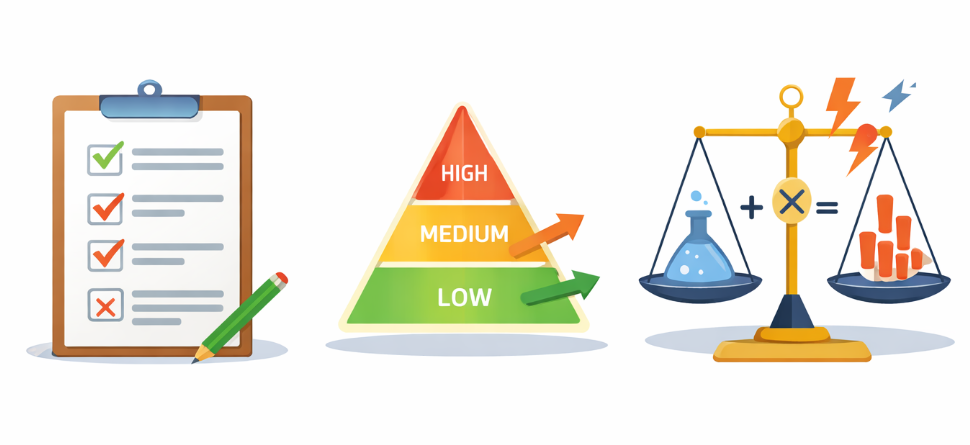 HIGH
MEDIUM
LOW
+ × =